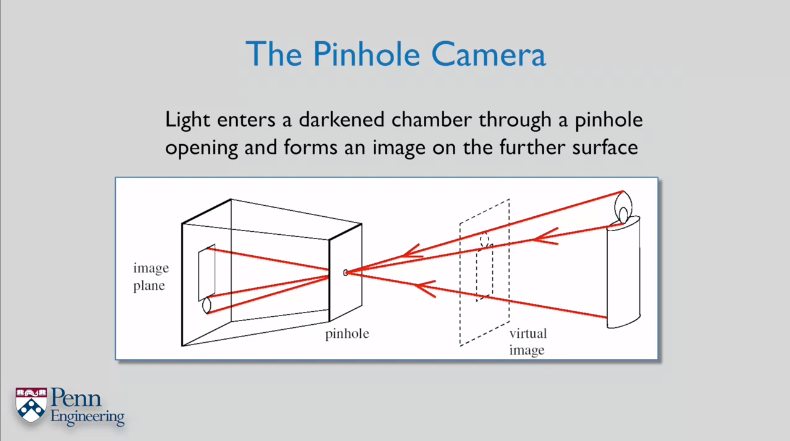 The Pinhole Camera
Light enters a darkened chamber through a pinhole
opening and forms an image on the further surface
image
plane
pinhole
virtual
image
Penn
Engineering